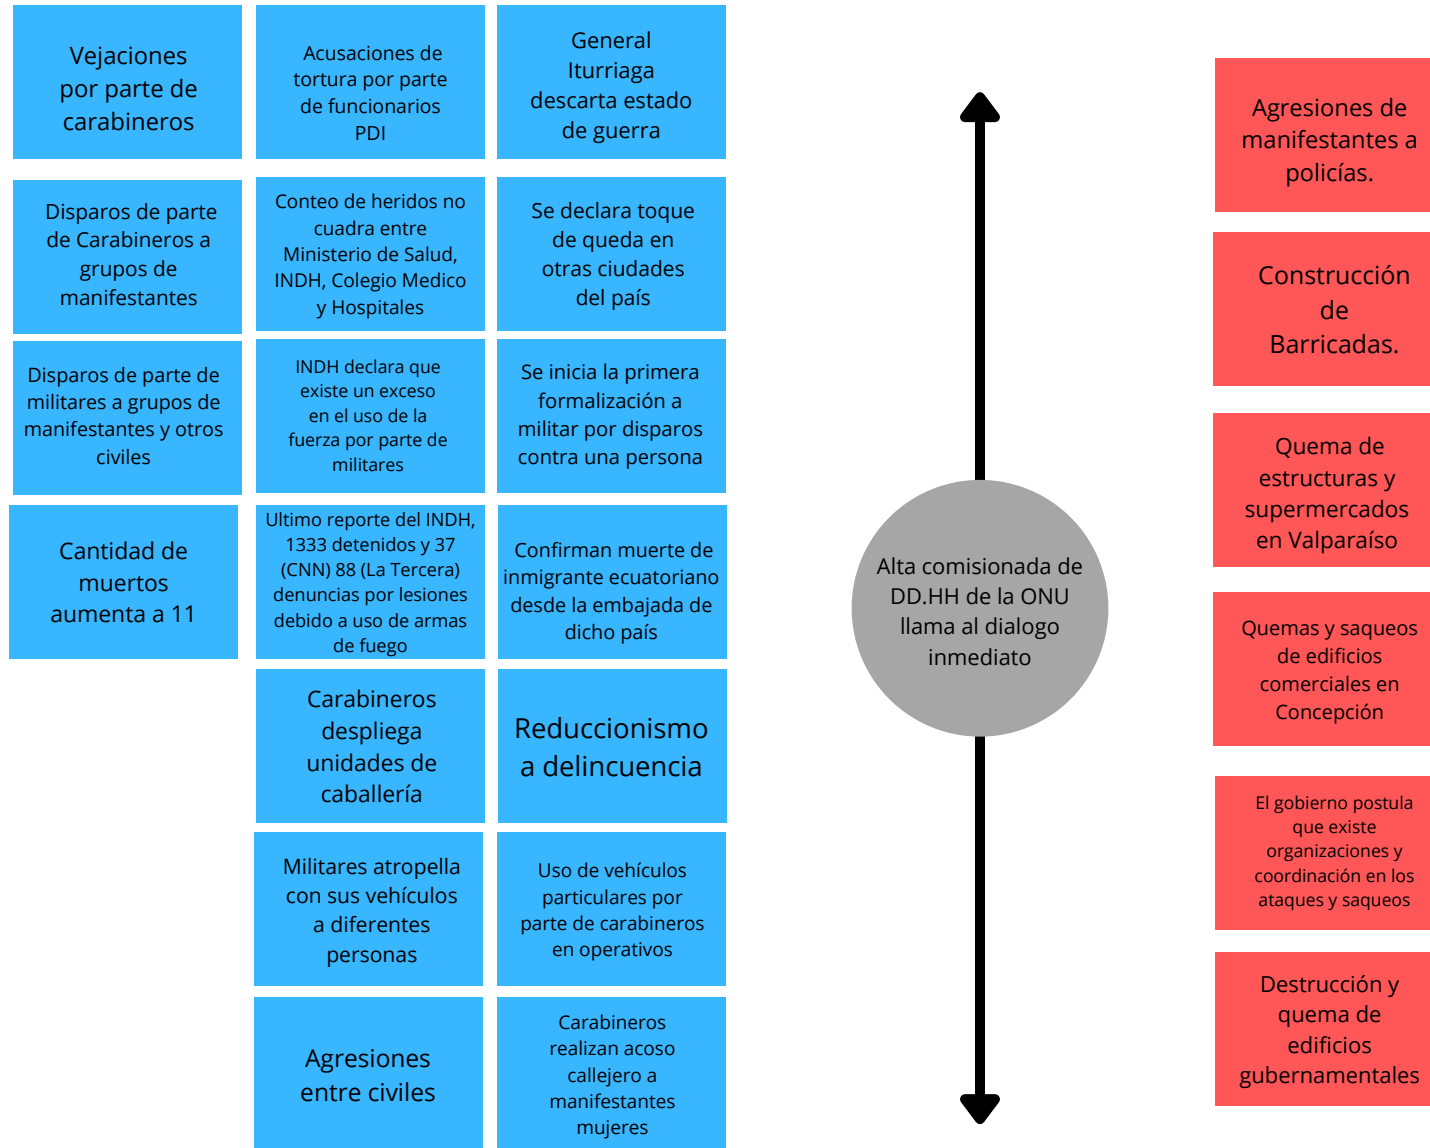 Vejaciones
por parte de
carabineros
Acusaciones de
tortura por parte
de funcionarios
PDI
General
Iturriaga
descarta estado
de guerra
Disparos de parte
de Carabineros a
grupos de
manifestantes
Conteo de heridos no
cuadra entre
Ministerio de Salud,
INDH, Colegio Medico
y Hospitales
Se declara toque
de queda en
otras ciudades
del país
Disparos de parte de
militares a grupos de
manifestantes y otros
civiles
INDH declara que
existe un exceso
en el uso de la
fuerza por parte de
militares
Se inicia la primera
formalización a
militar por disparos
contra una persona
Cantidad de
muertos
aumenta a 11
Ultimo reporte del INDH,
1333 detenidos y 37
(CNN) 88 (La Tercera)
denuncias por lesiones
debido a uso de armas
de fuego
Confirman muerte de
inmigrante ecuatoriano
desde la embajada de
dicho país
Carabineros
despliega
unidades de
caballería
Reduccionismo
a delincuencia
Militares atropella
con sus vehículos
a diferentes
personas
Uso de vehículos
particulares por
parte de carabineros
en operativos
Agresiones
entre civiles
Carabineros
realizan acoso
callejero a
manifestantes
mujeres
Alta comisionada de
DD.HH de la ONU
llama al dialogo
inmediato
Agresiones de
manifestantes a
policías.
Construcción
de
Barricadas.
Quema de
estructuras y
supermercados
en Valparaíso
Quemas y saqueos
de edificios
comerciales en
Concepción
El gobierno postula
que existe
organizaciones y
coordinación en los
ataques y saqueos
Destrucción y
quema de
edificios
gubernamentales